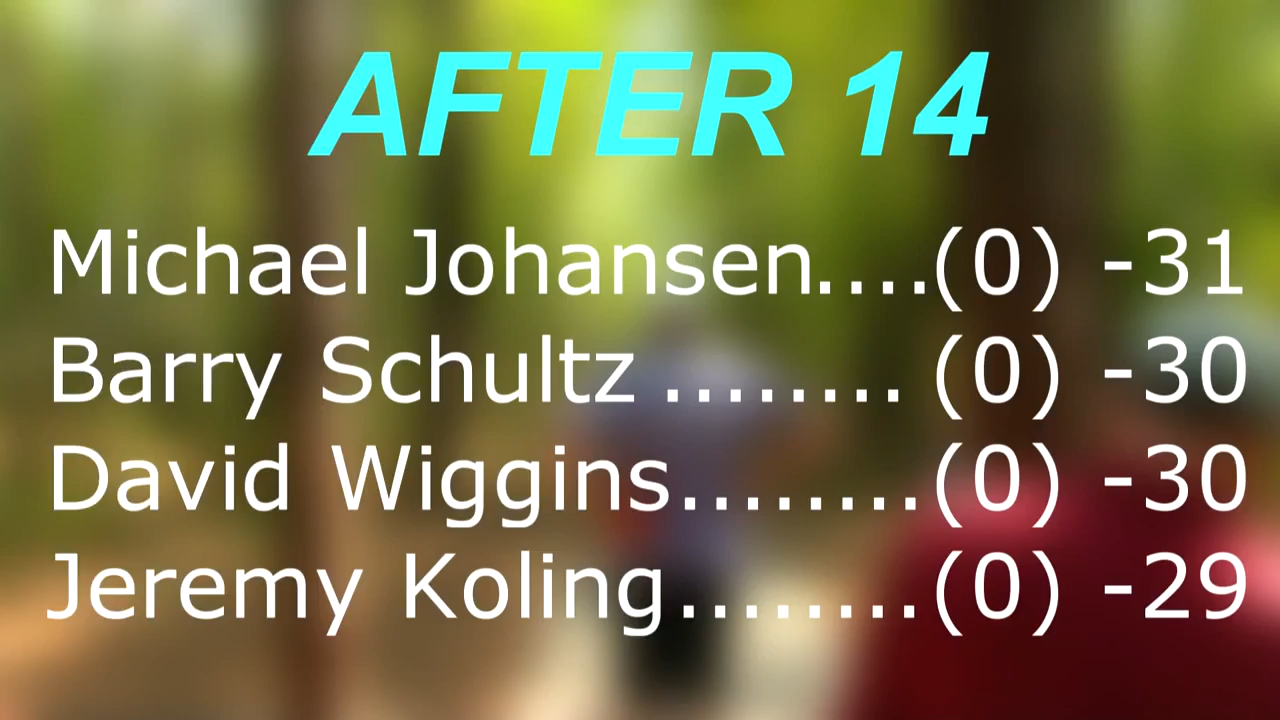 AFTER 14
Michael Johansen....(0) -31
Barry Schultz ........ (0) -30
David Wiggins........(0) -30
Jeremy Koling........(0) -29